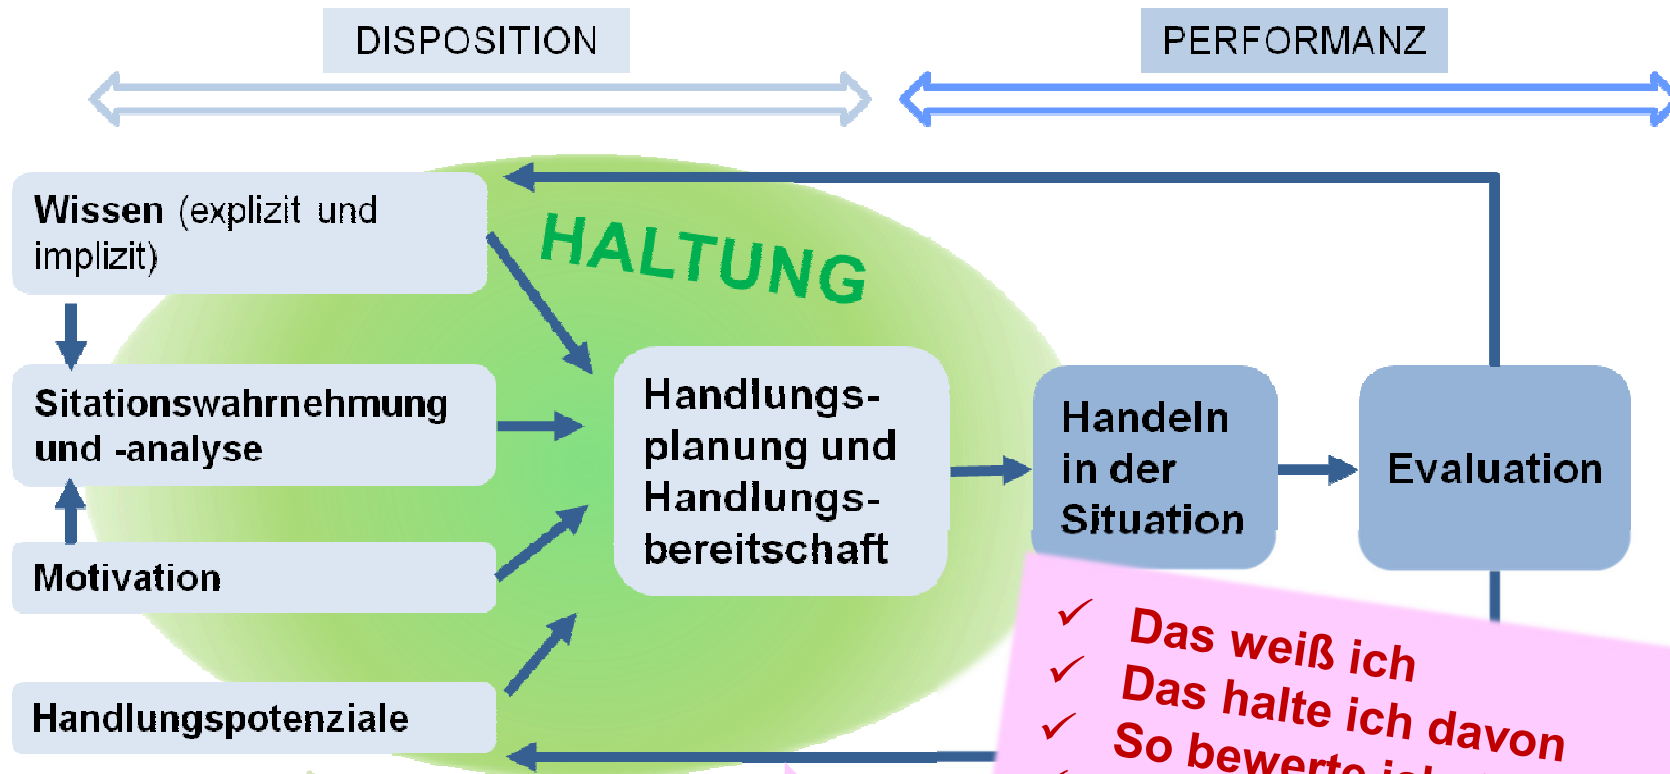 DISPOSITION
PERFORMANZ
Wissen (explizit und
implizit)
HALTUNG
Sitationswahrnehmung
und -analyse
Motivation
Handlungspotenziale
Handlungs-
planung und
Handlungs-
bereitschaft
Handeln
in der
Situation
Evaluation
✓ Das weiß ich
✓ Das halte ich davon
✓ So bewerte